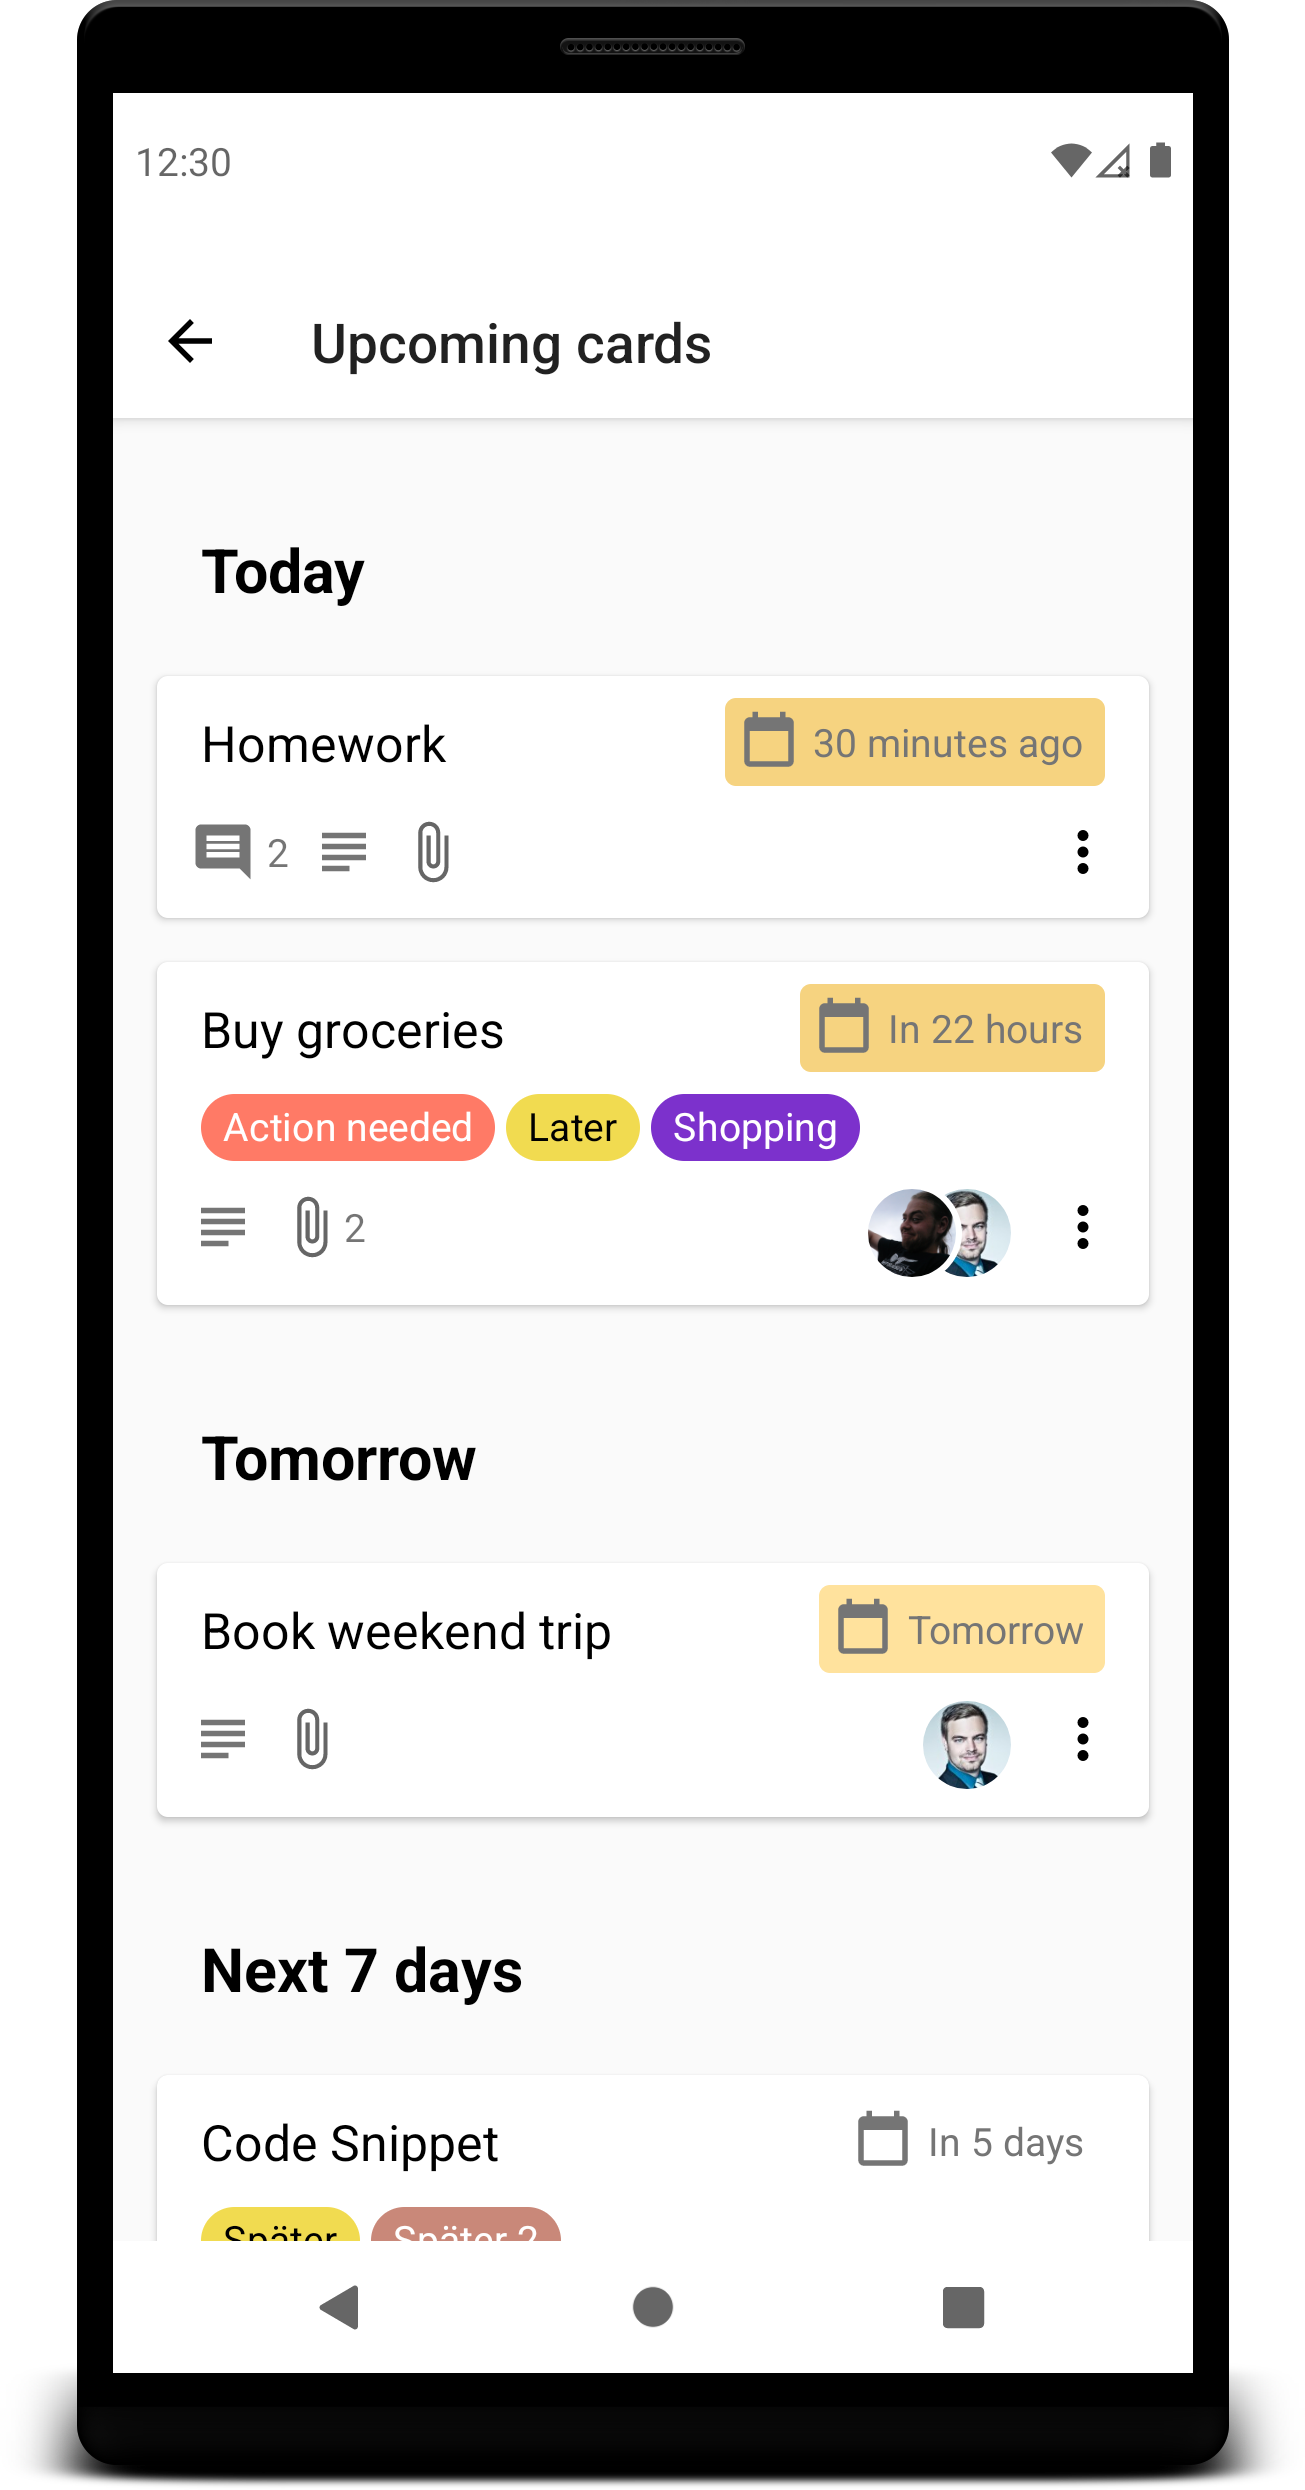 12:30
Upcoming cards
Today
Homework
30 minutes ago
2
Buy groceries
In 22 hours
Action needed Later Shopping
2
Tomorrow
Book weekend trip
Tomorrow
Next 7 days
Code Snippet
In 5 days
Später Später 2